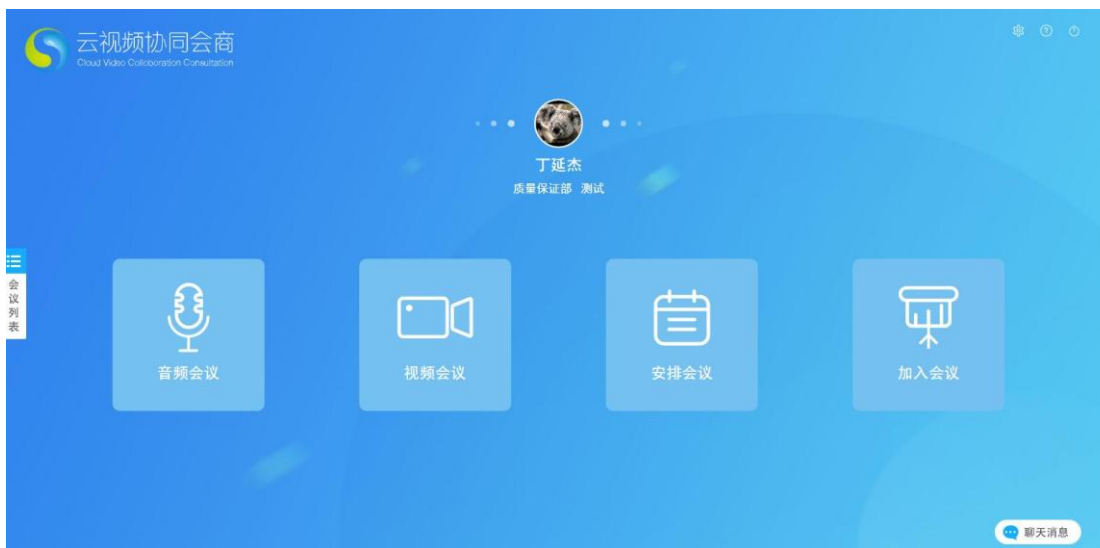 云视频协同会商
Cloud Video Colloboration Consultation
丁延杰
质量保证部 测试
会议列表
音频会议
视频会议
安排会议
加入会议
聊天消息